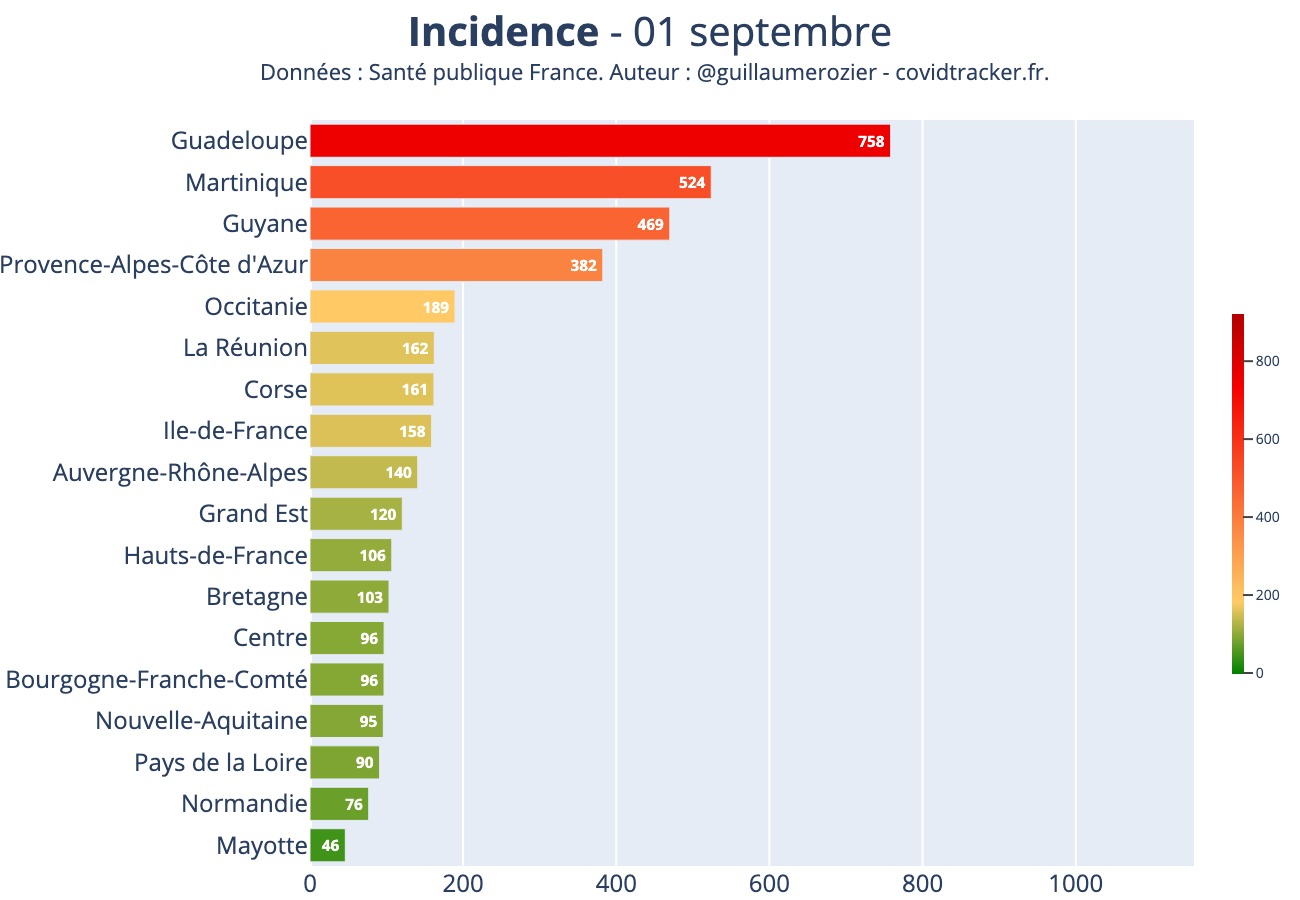 Incidence - 01 septembre
Données : Santé publique France. Auteur : @guillaumerozier - covidtracker.fr.
Guadeloupe 758
Martinique 524
Guyane 469
Provence-Alpes-Côte d'Azur 382
Occitanie 189
La Réunion 162
Corse 161
Ile-de-France 158
Auvergne-Rhône-Alpes 140
Grand Est 120
Hauts-de-France 106
Bretagne 103
Centre 96
Bourgogne-Franche-Comté 96
Nouvelle-Aquitaine 95
Pays de la Loire 90
Normandie 76
Mayotte 46
0 200 400 600 800 1000
800
600
400
200
0